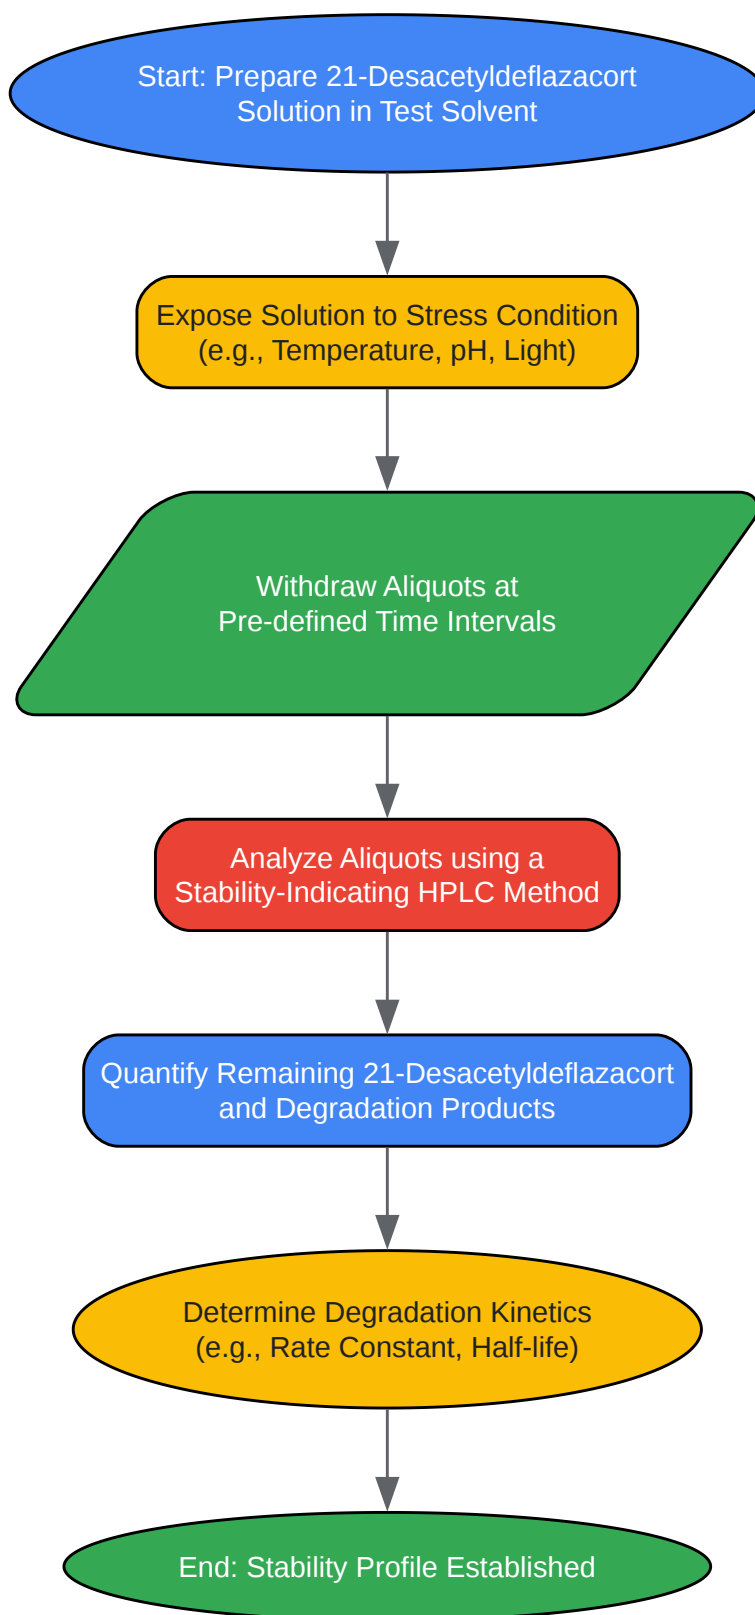 Start: Prepare 21-Desacetyldeflazacort
Solution in Test Solvent
Expose Solution to Stress Condition
(e.g., Temperature, pH, Light)
Withdraw Aliquots at
Pre-defined Time Intervals
Analyze Aliquots using a
Stability-Indicating HPLC Method
Quantify Remaining 21-Desacetyldeflazacort
and Degradation Products
Determine Degradation Kinetics
(e.g., Rate Constant, Half-life)
End: Stability Profile Established